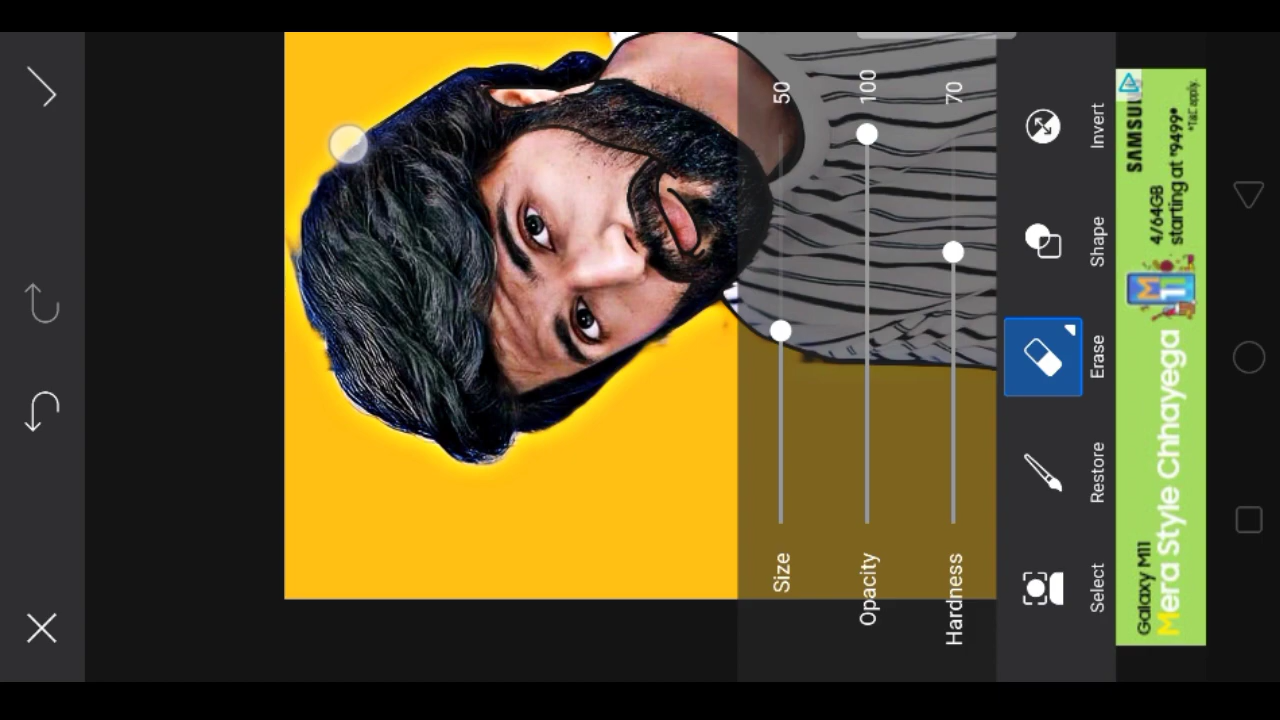 Size 50
Opacity 100
Hardness 70
Select
Restore
Erase
Shape
Invert
Galaxy M11
Mera Style Chhayega
M11
4/64GB
starting at ₹9499*
SAMSUNG
*T&C apply.